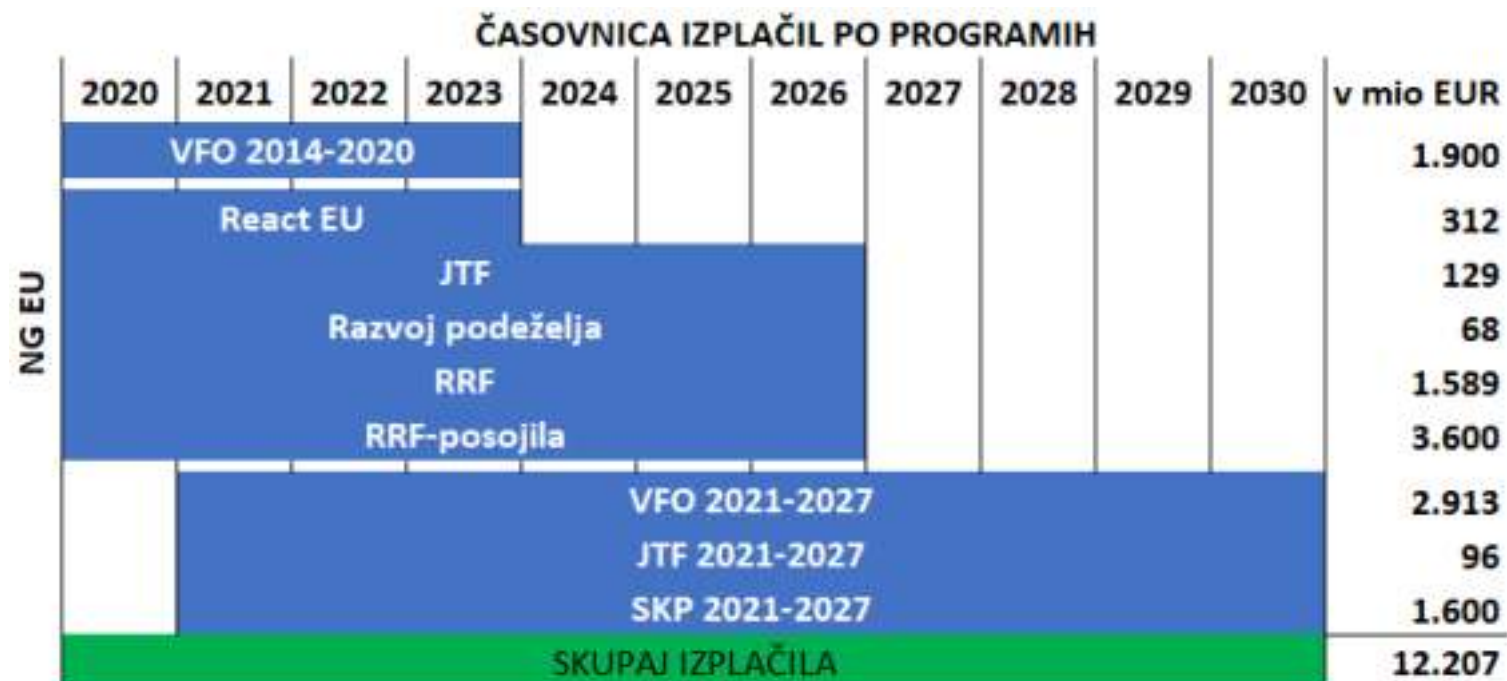 ČASOVNICA IZPLAČIL PO PROGRAMIH
2020 2021 2022 2023 2024 2025 2026 2027 2028 2029 2030 v mio EUR
VFO 2014-2020 1.900
NG EU
React EU 312
JTF 129
Razvoj podeželja 68
RRF 1.589
RRF-posojila 3.600
VFO 2021-2027 2.913
JTF 2021-2027 96
SKP 2021-2027 1.600
SKUPAJ IZPLAČILA 12.207